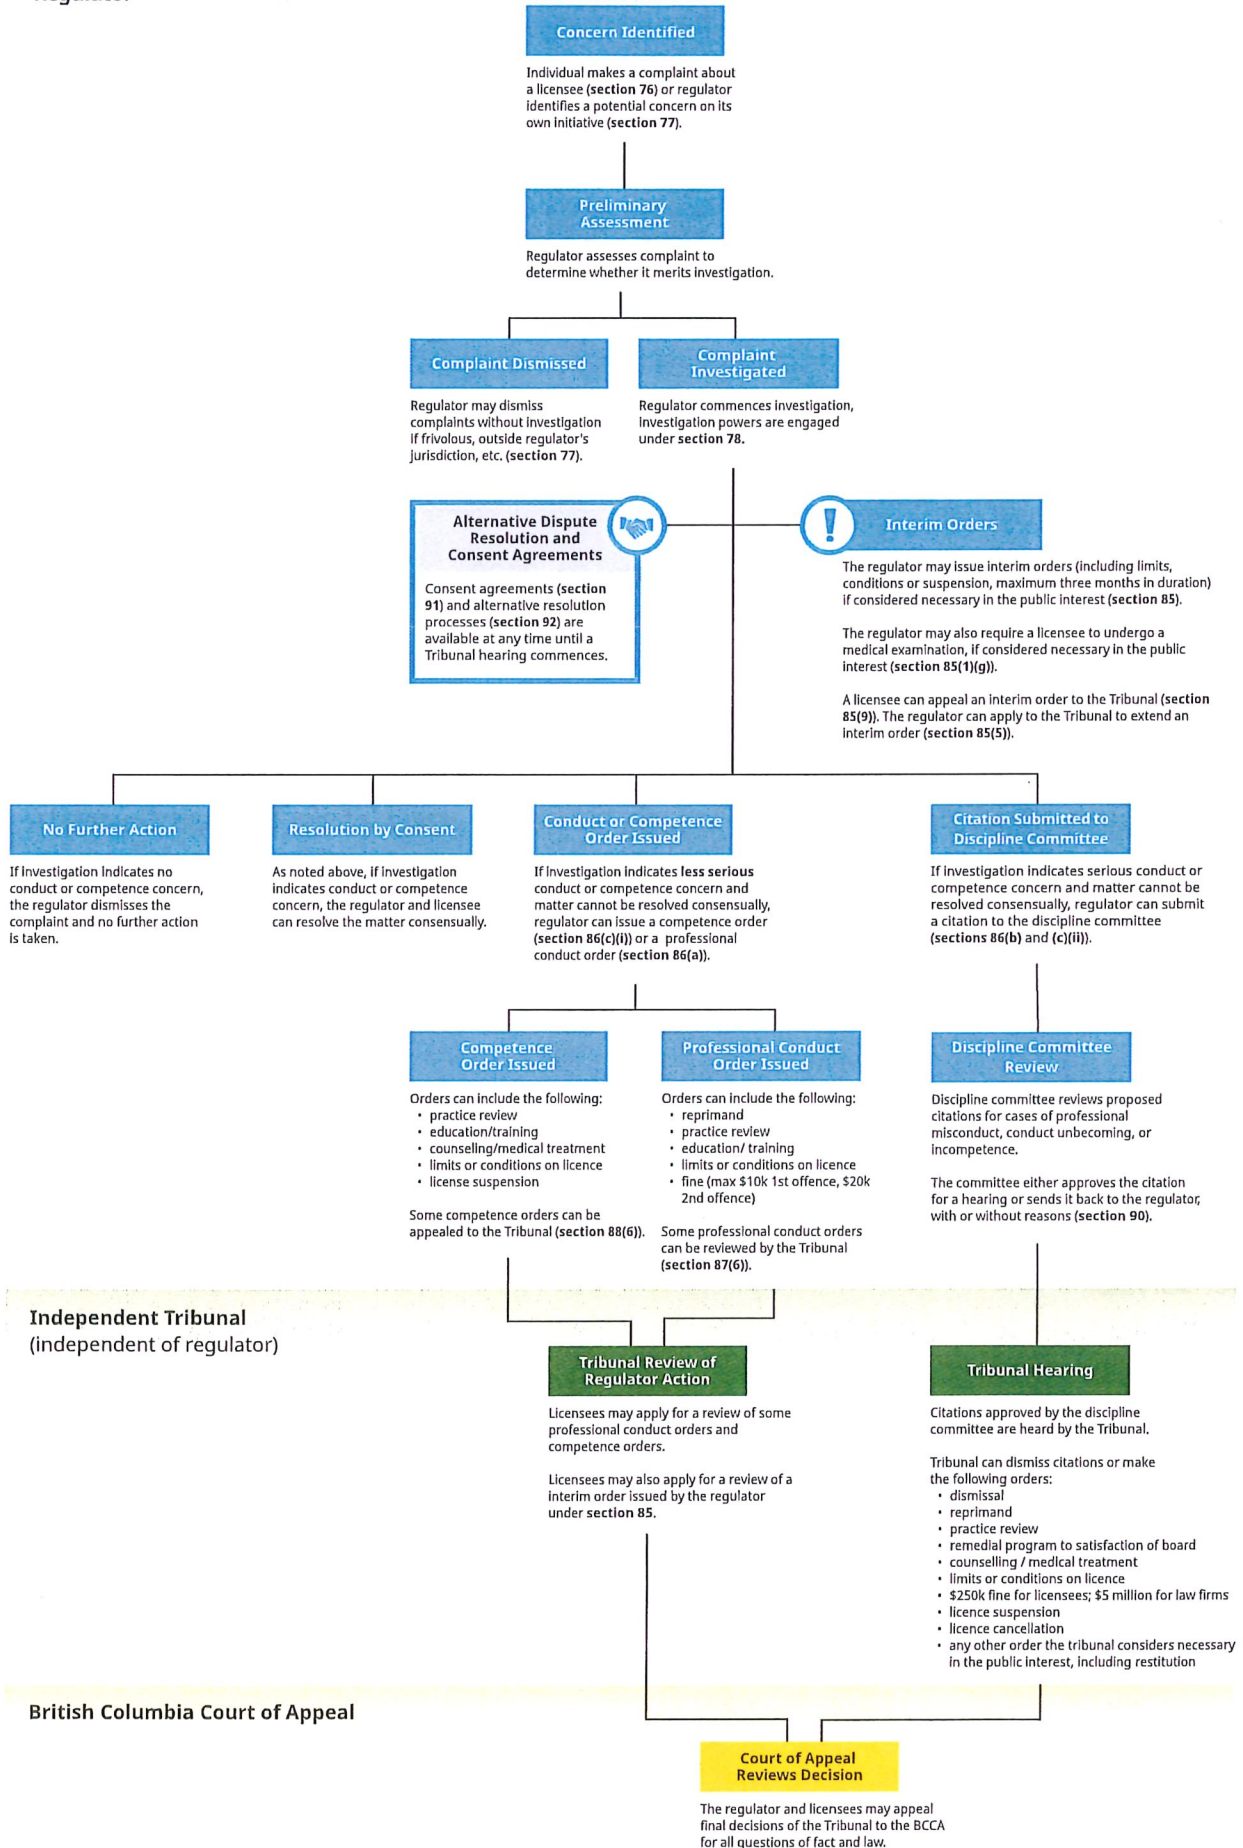 Concern Identified
Individual makes a complaint about
a licensee (section 76) or regulator
identifies a potential concern on its
own initiative (section 77).
Preliminary
Assessment
Regulator assesses complaint to
determine whether it merits investigation.
Complaint Dismissed
Regulator may dismiss
complaints without investigation
if frivolous, outside regulator's
jurisdiction, etc. (section 77).
Complaint
Investigated
Regulator commences investigation,
investigation powers are engaged
under section 78.
Alternative Dispute
Resolution and
Consent Agreements
Consent agreements (section
91) and alternative resolution
processes (section 92) are
available at any time until a
Tribunal hearing commences.
Interim Orders
The regulator may issue interim orders (including limits,
conditions or suspension, maximum three months in duration)
if considered necessary in the public interest (section 85).
The regulator may also require a licensee to undergo a
medical examination, if considered necessary in the public
interest (section 85(1)(g)).
A licensee can appeal an interim order to the Tribunal (section
85(9)). The regulator can apply to the Tribunal to extend an
interim order (section 85(5)).
No Further Action
If investigation indicates no
conduct or competence concern,
the regulator dismisses the
complaint and no further action
is taken.
Resolution by Consent
As noted above, if investigation
indicates conduct or competence
concern, the regulator and licensee
can resolve the matter consensually.
Conduct or Competence
Order Issued
If investigation indicates less serious
conduct or competence concern and
matter cannot be resolved consensually,
regulator can issue a competence order
(section 86(c)(i)) or a professional
conduct order (section 86(a)).
Citation Submitted to
Discipline Committee
If investigation indicates serious conduct or
competence concern and matter cannot be
resolved consensually, regulator can submit
a citation to the discipline committee
(sections 86(b) and (c)(ii)).
Competence
Order Issued
Orders can include the following:
• practice review
• education/training
• counseling/medical treatment
• limits or conditions on licence
• license suspension
Some competence orders can be
appealed to the Tribunal (section 88(6)).
Professional Conduct
Order Issued
Orders can include the following:
• reprimand
• practice review
• education/ training
• limits or conditions on licence
• fine (max $10k 1st offence, $20k
2nd offence)
Some professional conduct orders
can be reviewed by the Tribunal
(section 87(6)).
Discipline Committee
Review
Discipline committee reviews proposed
citations for cases of professional
misconduct, conduct unbecoming, or
incompetence.
The committee either approves the citation
for a hearing or sends it back to the regulator,
with or without reasons (section 90).
Independent Tribunal
(independent of regulator)
Tribunal Review of
Regulator Action
Licensees may apply for a review of some
professional conduct orders and
competence orders.
Licensees may also apply for a review of a
interim order issued by the regulator
under section 85.
Tribunal Hearing
Citations approved by the discipline
committee are heard by the Tribunal.
Tribunal can dismiss citations or make
the following orders:
• dismissal
• reprimand
• practice review
• remedial program to satisfaction of board
• counselling / medical treatment
• limits or conditions on licence
• $250k fine for licensees; $5 million for law firms
• licence suspension
• licence cancellation
• any other order the tribunal considers necessary
in the public interest, including restitution
British Columbia Court of Appeal
Court of Appeal
Reviews Decision
The regulator and licensees may appeal
final decisions of the Tribunal to the BCCA
for all questions of fact and law.